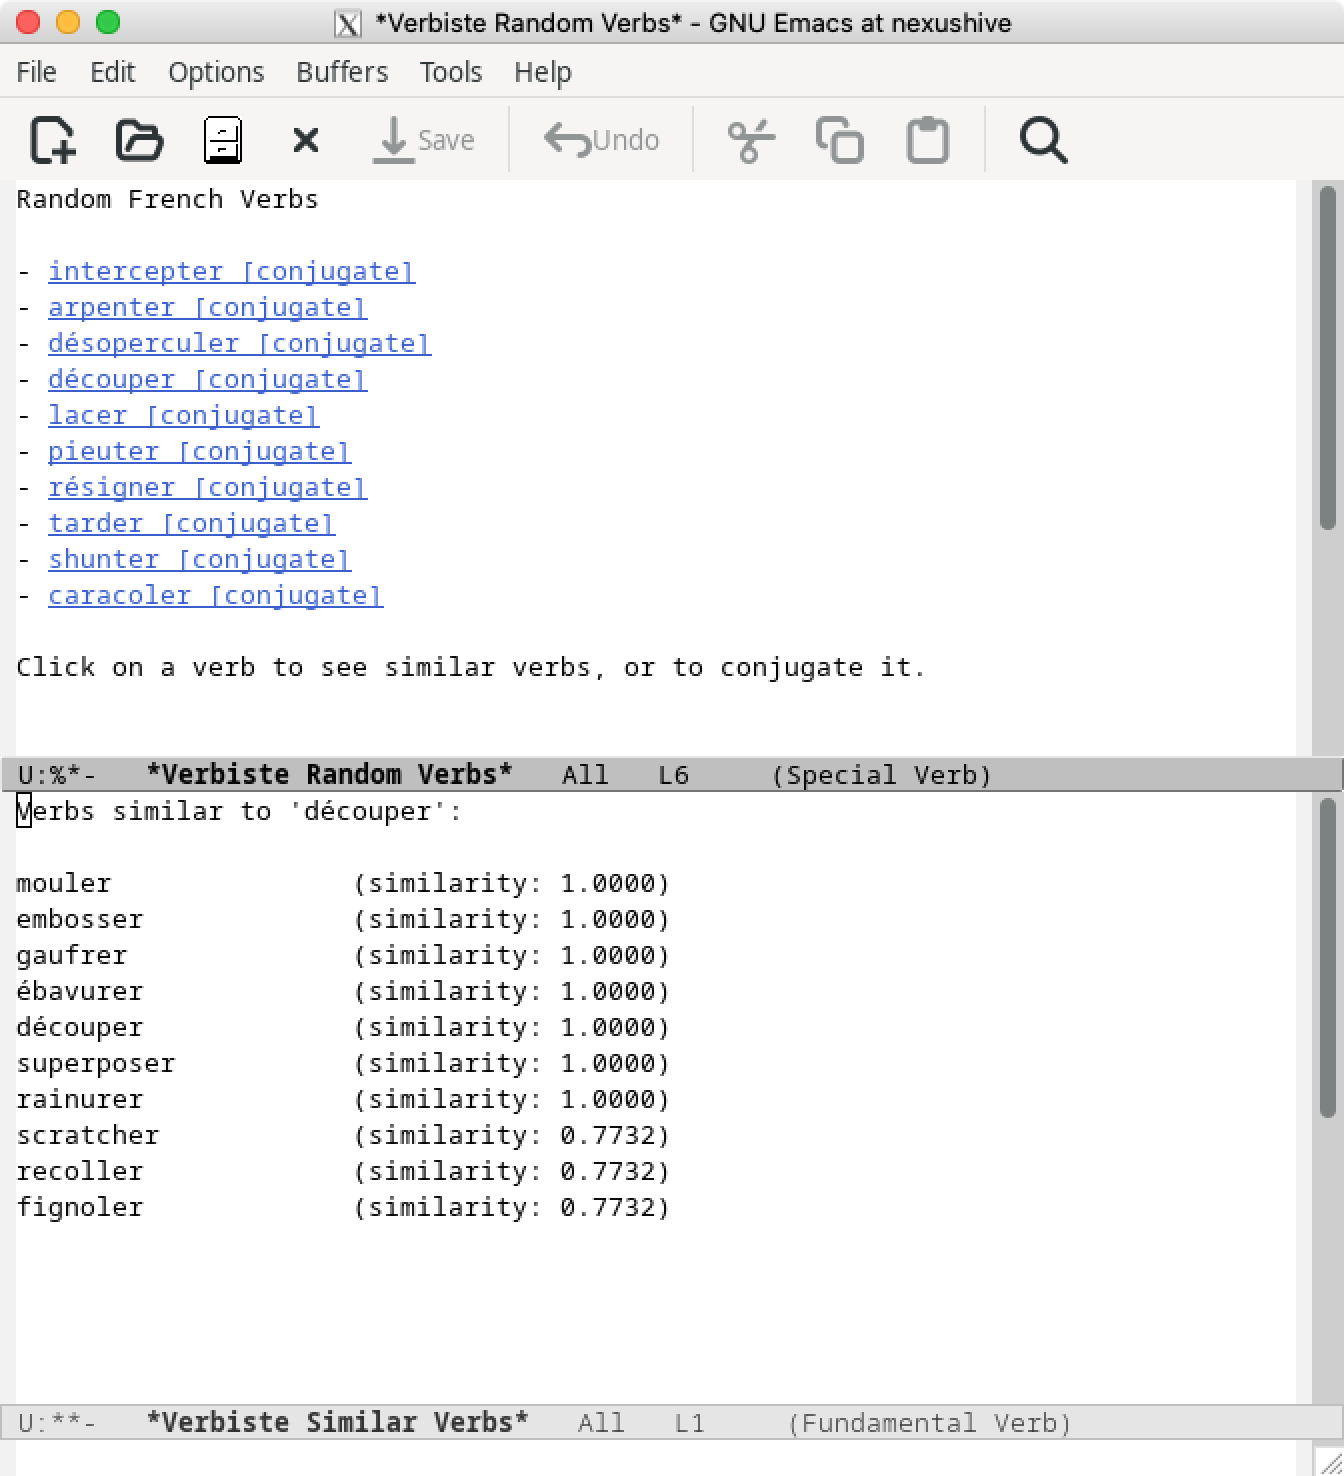 *Verbiste Random Verbs* - GNU Emacs at nexushive
File Edit Options Buffers Tools Help
Save Undo
Random French Verbs
- intercepter [conjugate]
- arpenter [conjugate]
- désoperculer [conjugate]
- découper [conjugate]
- lacer [conjugate]
- pieuter [conjugate]
- résigner [conjugate]
- tarder [conjugate]
- shunter [conjugate]
- caracoler [conjugate]
Click on a verb to see similar verbs, or to conjugate it.
U:%*- *Verbiste Random Verbs* All L6 (Special Verb)
Verbs similar to 'découper':
mouler (similarity: 1.0000)
embosser (similarity: 1.0000)
gaufrer (similarity: 1.0000)
ébavurer (similarity: 1.0000)
découper (similarity: 1.0000)
superposer (similarity: 1.0000)
rainurer (similarity: 1.0000)
scratcher (similarity: 0.7732)
recoller (similarity: 0.7732)
fignoler (similarity: 0.7732)
U:**- *Verbiste Similar Verbs* All L1 (Fundamental Verb)